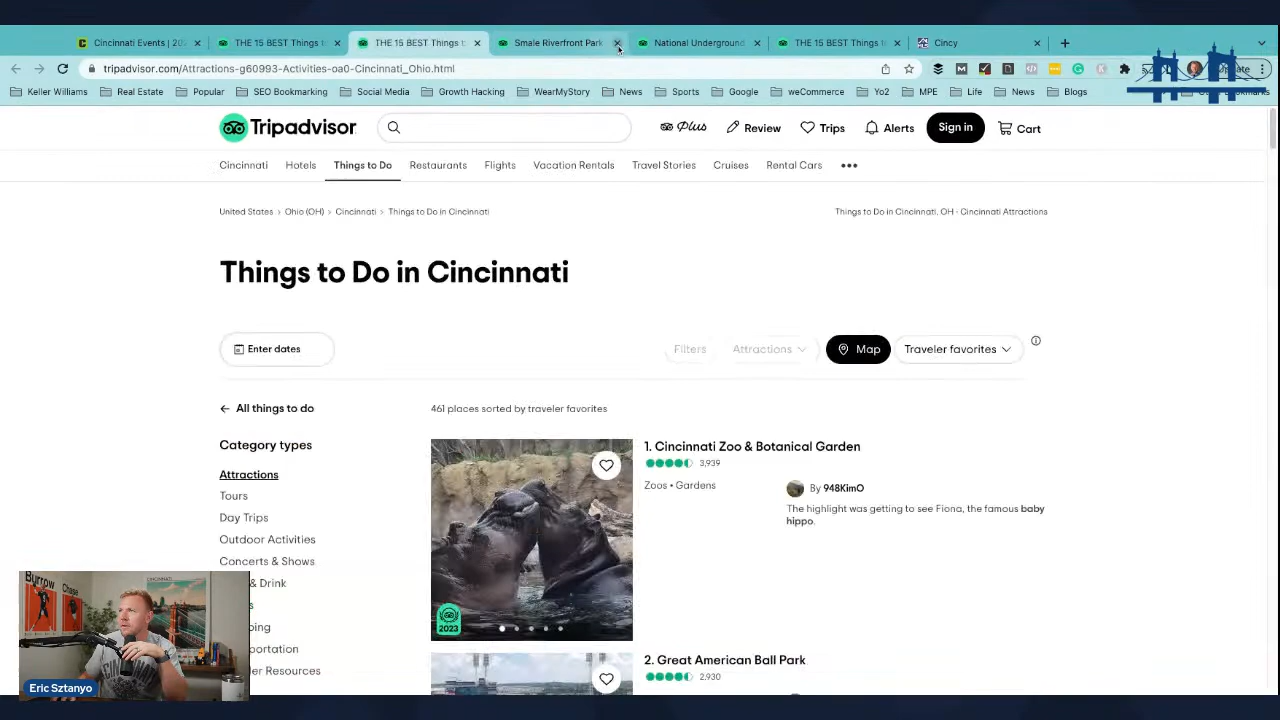 Cincinnati Events | 20
THE 15 BEST Things t
THE 15 BEST Things t
Smale Riverfront Park
National Underground
THE 15 BEST Things t
Cincy
tripadvisor.com/Attractions-g60993-Activities-oa0-Cincinnati_Ohio.html
Update
Keller Williams
Real Estate
Popular
SEO Bookmarking
Social Media
Growth Hacking
WearMyStory
News
Sports
Google
weCommerce
Yo2
MPE
Life
News
Blogs
Tripadvisor
Plus
Review
Trips
Alerts
Sign in
Cart
Cincinnati
Hotels
Things to Do
Restaurants
Flights
Vacation Rentals
Travel Stories
Cruises
Rental Cars
United States > Ohio (OH) > Cincinnati > Things to Do in Cincinnati
Things to Do in Cincinnati, OH - Cincinnati Attractions
Things to Do in Cincinnati
Enter dates
Filters
Attractions
Map
Traveler favorites
All things to do
461 places sorted by traveler favorites
Category types
Attractions
Tours
Day Trips
Outdoor Activities
Concerts & Shows
& Drink
1. Cincinnati Zoo & Botanical Garden
3,939
Zoos • Gardens
By 948KimO
The highlight was getting to see Fiona, the famous baby
hippo.
2023
2. Great American Ball Park
2,930
Burrow
Chase
CINCINNATI
Eric Sztanyo